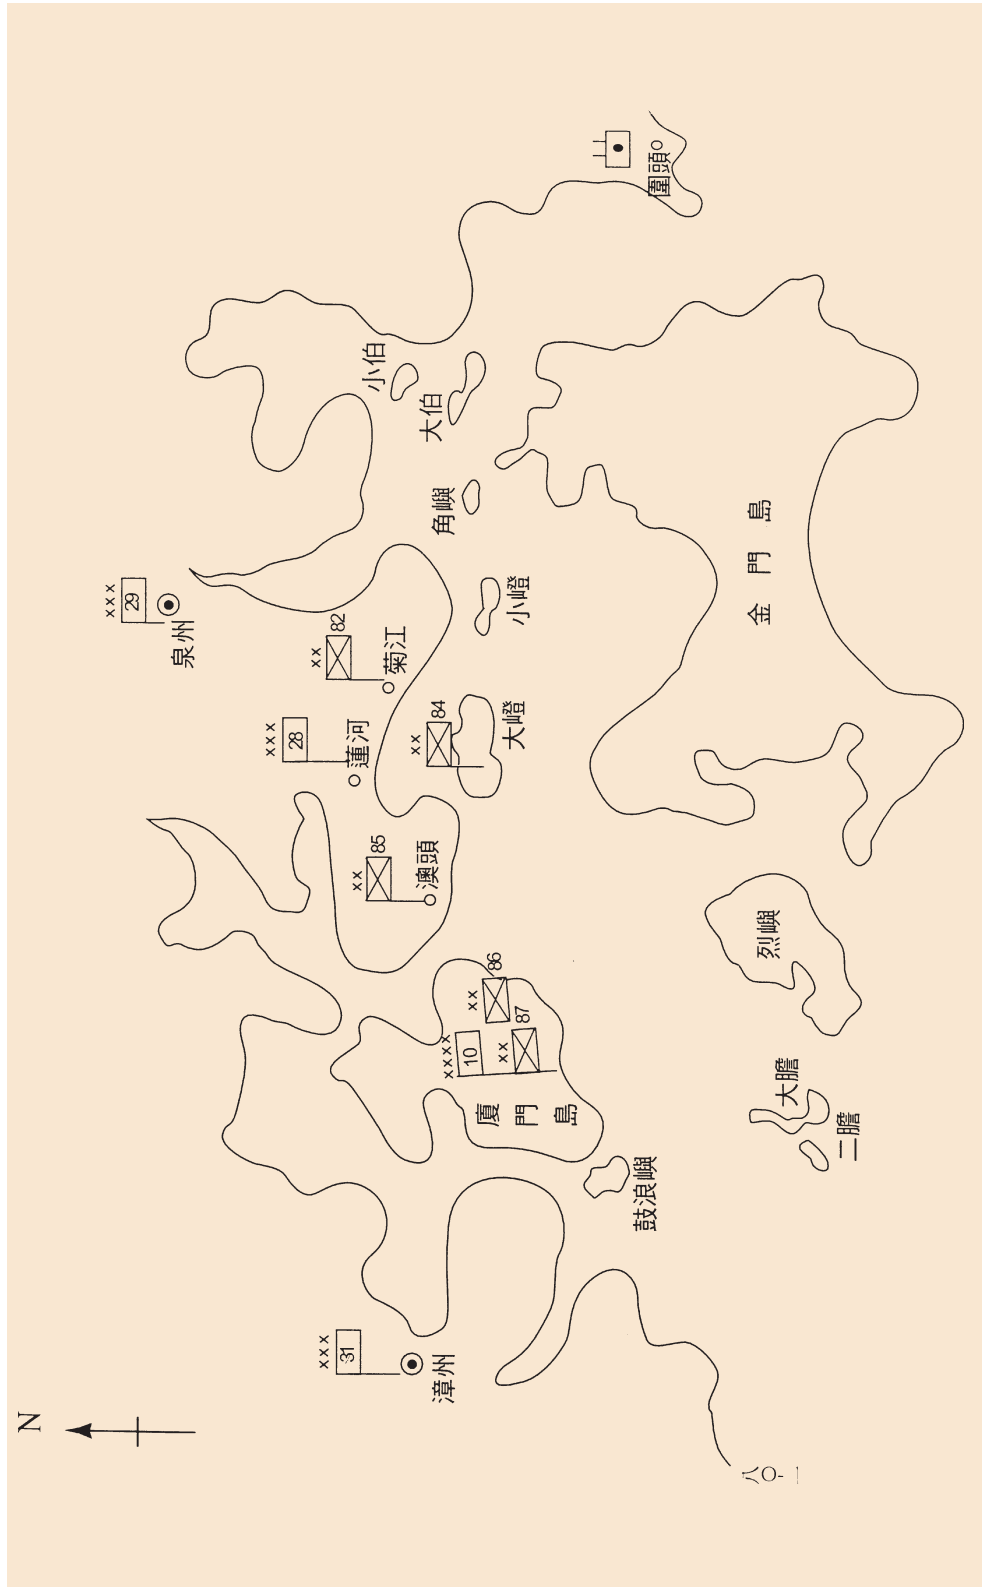 N
xxx
29
泉州
xx
82
菊江
xxx
28
蓮河
xx
84
大嶝
小嶝
角嶼
大伯
小伯
圍頭
xx
85
澳頭
xx
86
xx
87
xxxx
10
廈門島
鼓浪嶼
xxx
31
漳州
金門島
烈嶼
大膽
二膽